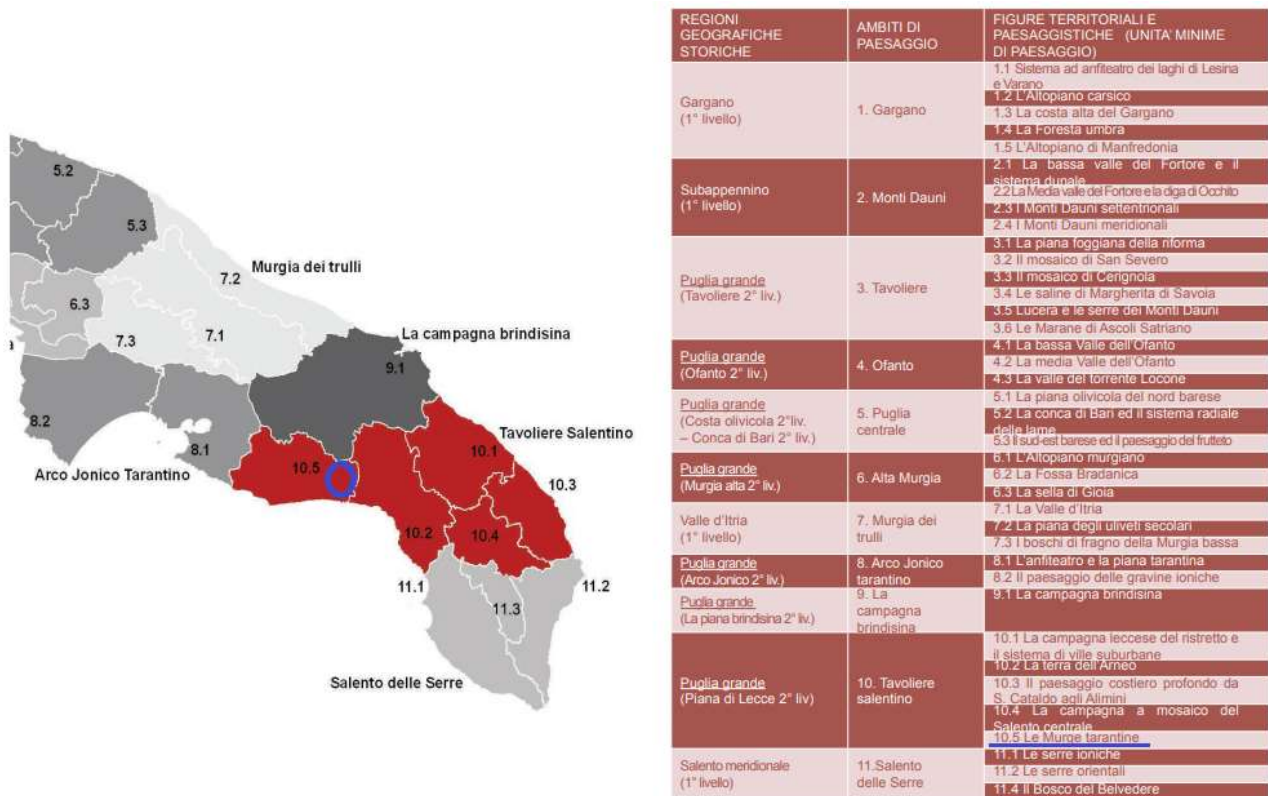 5.2
5.3
7.2
Murgia dei trulli
6.3
7.1
7.3
La campagna brindisina
a
9.1
8.2
8.1
Arco Jonico Tarantino
10.5
Tavoliere Salentino
10.1
10.3
10.2
10.4
11.1
11.2
11.3
Salento delle Serre
REGIONI
GEOGRAFICHE
STORICHE
AMBITI DI
PAESAGGIO
FIGURE TERRITORIALI E
PAESAGGISTICHE (UNITA' MINIME
DI PAESAGGIO)
Gargano
(1° livello)
1. Gargano
1.1 Sistema ad anfiteatro dei laghi di Lesina
e Varano
1.2 L'Altopiano carsico
1.3 La costa alta del Gargano
1.4 La Foresta umbra
1.5 L'Altopiano di Manfredonia
Subappennino
(1° livello)
2. Monti Dauni
2.1 La bassa valle del Fortore e il
sistema dunale
2.2 La Media valle del Fortore e la diga di Occhito
2.3 I Monti Dauni settentrionali
2.4 I Monti Dauni meridionali
Puglia grande
(Tavoliere 2° liv.)
3. Tavoliere
3.1 La piana foggiana della riforma
3.2 Il mosaico di San Severo
3.3 Il mosaico di Cerignola
3.4 Le saline di Margherita di Savoia
3.5 Lucera e le serre dei Monti Dauni
3.6 Le Marane di Ascoli Satriano
Puglia grande
(Ofanto 2° liv.)
4. Ofanto
4.1 La bassa Valle dell'Ofanto
4.2 La media Valle dell'Ofanto
4.3 La valle del torrente Locone
Puglia grande
(Costa olivicola 2°liv.
– Conca di Bari 2° liv.)
5. Puglia
centrale
5.1 La piana olivicola del nord barese
5.2 La conca di Bari ed il sistema radiale
delle lame
5.3 Il sud-est barese ed il paesaggio del frutteto
Puglia grande
(Murgia alta 2° liv.)
6. Alta Murgia
6.1 L'Altopiano murgiano
6.2 La Fossa Bradanica
6.3 La sella di Gioia
Valle d'Itria
(1° livello)
7. Murgia dei
trulli
7.1 La Valle d'Itria
7.2 La piana degli uliveti secolari
7.3 I boschi di fragno della Murgia bassa
Puglia grande
(Arco Jonico 2° liv.)
8. Arco Jonico
tarantino
8.1 L'anfiteatro e la piana tarantina
8.2 Il paesaggio delle gravine ioniche
Puglia grande
(La piana brindisina 2° liv.)
9. La
campagna
brindisina
9.1 La campagna brindisina
Puglia grande
(Piana di Lecce 2° liv)
10. Tavoliere
salentino
10.1 La campagna leccese del ristretto e
il sistema di ville suburbane
10.2 La terra dell'Arneo
10.3 Il paesaggio costiero profondo da
S. Cataldo agli Alimini
10.4 La campagna a mosaico del
Salento centrale
10.5 Le Murge tarantine
Salento meridionale
(1° livello)
11.Salento
delle Serre
11.1 Le serre ioniche
11.2 Le serre orientali
11.4 Il Bosco del Belvedere